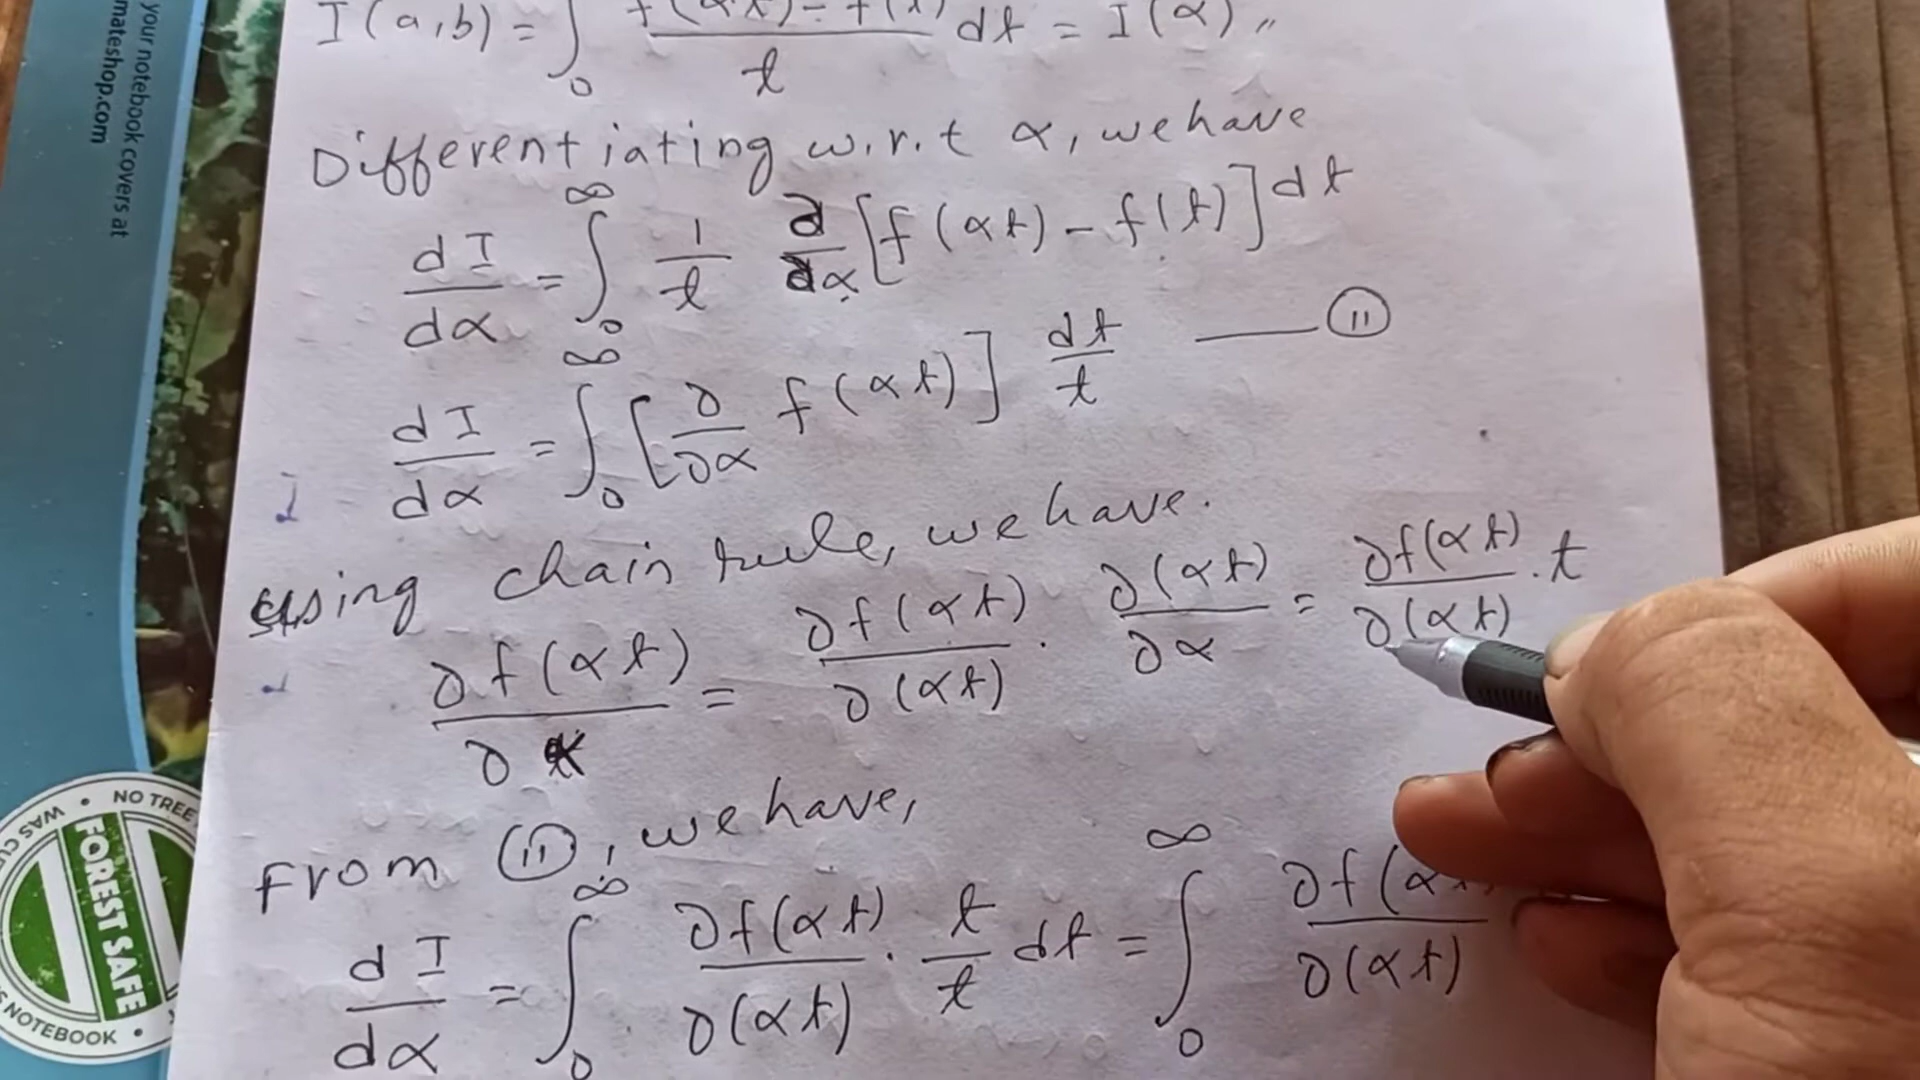 I(a,b) = ∫₀ f(αt) - f(t)/t dt = I(α)〃
Differentiating w.r.t α, we have
dI/dα = ∫₀^∞ 1/t ∂/∂α [f(αt) - f(t)] dt
dI/dα = ∫₀^∞ [∂/∂α f(αt)] dt/t —— (ii)
using chain rule, we have.
∂f(αt)/∂α = ∂f(αt)/∂(αt) · ∂(αt)/∂α = ∂f(αt)/∂(αt) · t
From (ii), we have,
dI/dα = ∫₀^∞ ∂f(αt)/∂(αt) · t/t dt = ∫₀^∞ ∂f(α /∂(αt)
your notebook covers at
mateshop.com
NO TREE
WAS
FOREST SAFE
NOTEBOOK